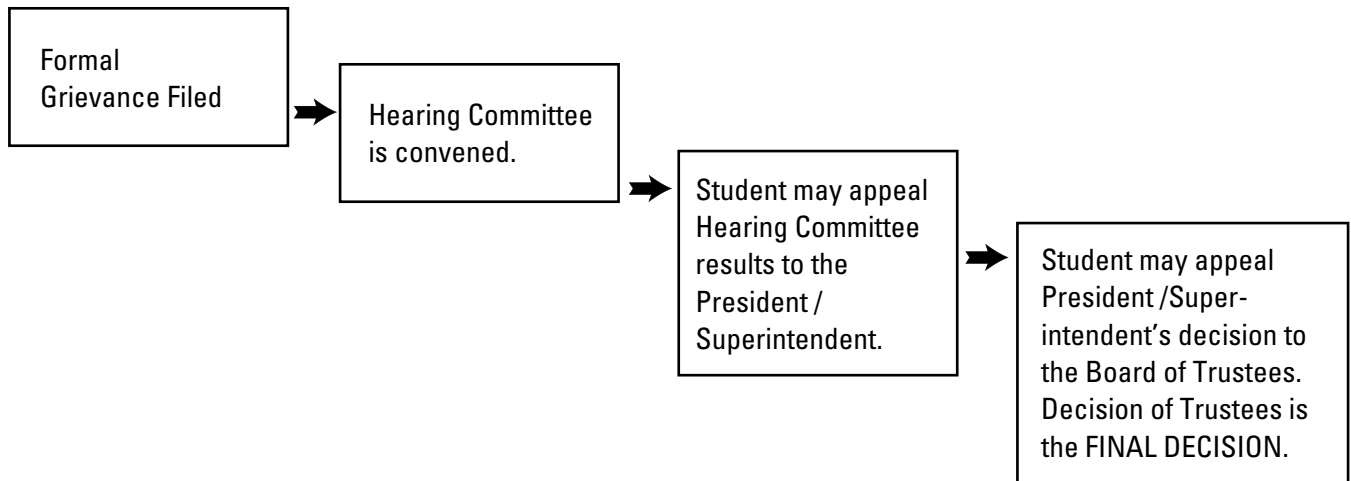 Formal
Grievance Filed
Hearing Committee
is convened.
Student may appeal
Hearing Committee
results to the
President /
Superintendent.
Student may appeal
President /Super-
intendent’s decision to
the Board of Trustees.
Decision of Trustees is
the FINAL DECISION.